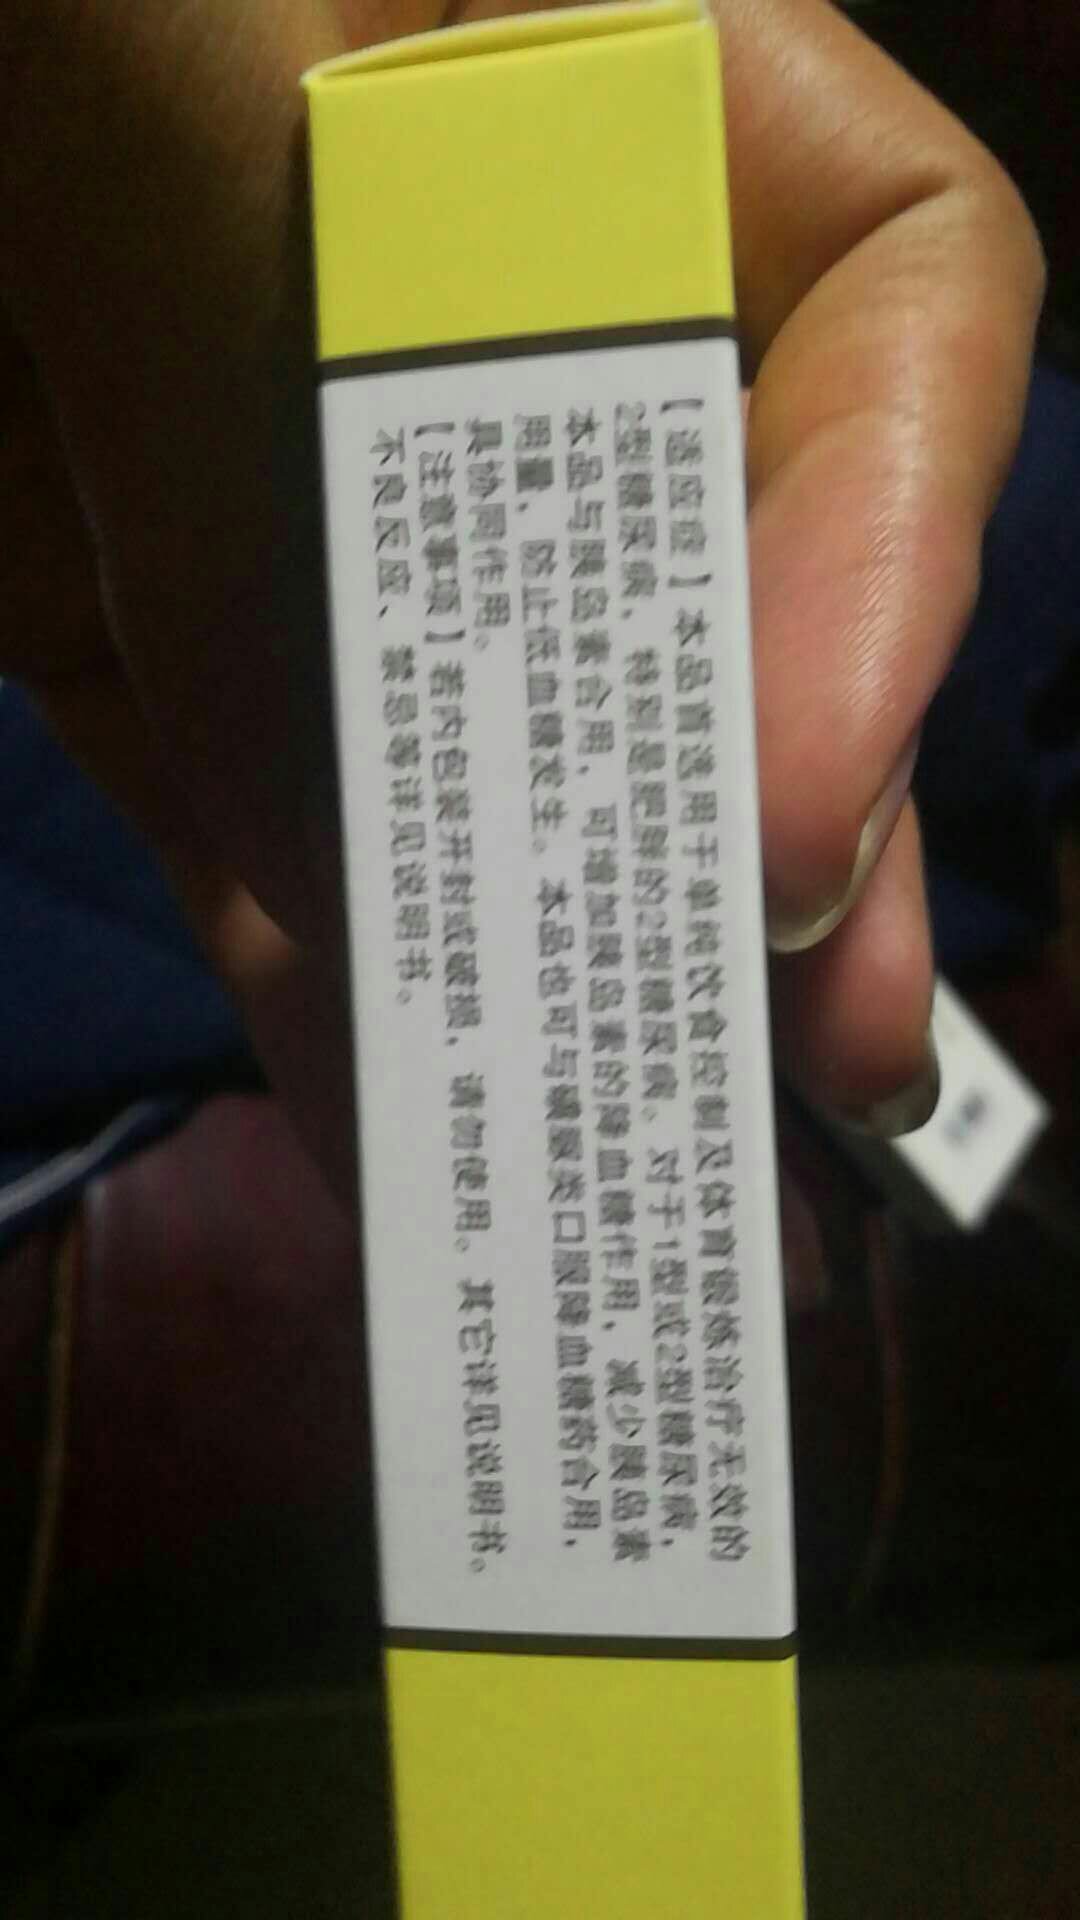 【适应症】本品首选用于单纯饮食控制及体育锻炼治疗无效的
2型糖尿病，特别是肥胖的2型糖尿病。对于1型或2型糖尿病，
本品与胰岛素合用，可增加胰岛素的降血糖作用，减少胰岛素
用量，防止低血糖发生。本品也可与磺脲类口服降血糖药合用，
具协同作用。
【注意事项】若内包装开封或破损，请勿使用。其它详见说明书。
不良反应、禁忌等详见说明书。